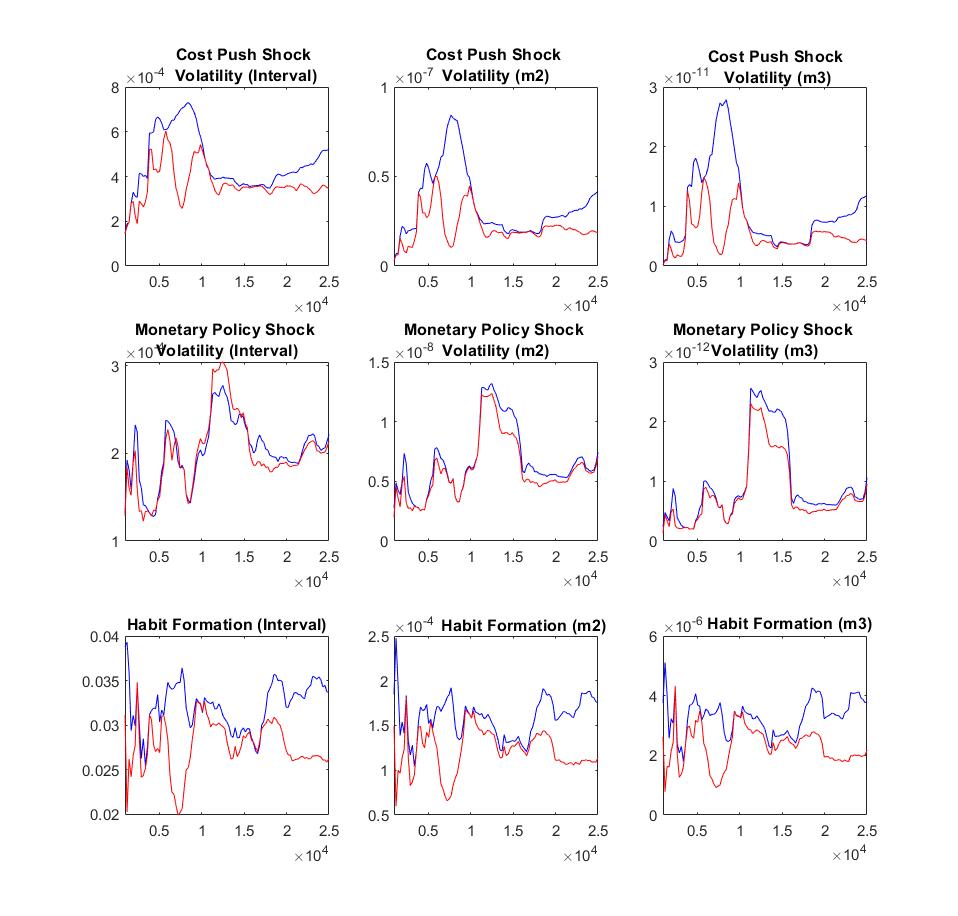 Cost Push Shock
Volatility (Interval)
×10^-4
8
6
4
2
0
0.5 1 1.5 2 2.5
×10^4
Cost Push Shock
Volatility (m2)
×10^-7
1
0.5
0
0.5 1 1.5 2 2.5
×10^4
Cost Push Shock
Volatility (m3)
×10^-11
3
2
1
0
0.5 1 1.5 2 2.5
×10^4
Monetary Policy Shock
Volatility (Interval)
3
2
1
0.5 1 1.5 2 2.5
×10^4
Monetary Policy Shock
Volatility (m2)
×10^-8
1.5
1
0.5
0
0.5 1 1.5 2 2.5
×10^4
Monetary Policy Shock
Volatility (m3)
×10^-12
3
2
1
0
0.5 1 1.5 2 2.5
×10^4
Habit Formation (Interval)
0.04
0.035
0.03
0.025
0.02
0.5 1 1.5 2 2.5
×10^4
Habit Formation (m2)
×10^-4
2.5
2
1.5
1
0.5
0.5 1 1.5 2 2.5
×10^4
Habit Formation (m3)
×10^-6
6
4
2
0
0.5 1 1.5 2 2.5
×10^4